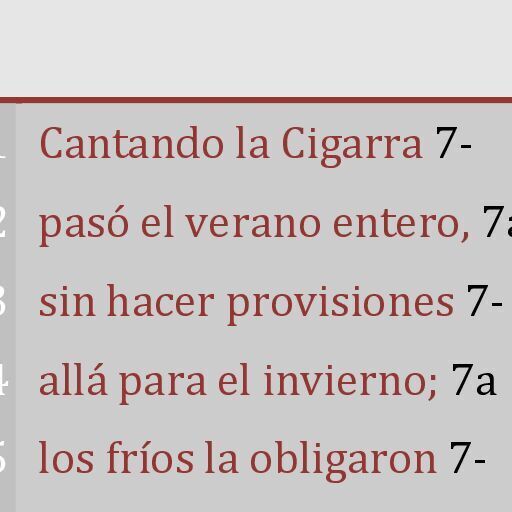 1 Cantando la Cigarra 7-
2 pasó el verano entero, 7a
3 sin hacer provisiones 7-
4 allá para el invierno; 7a
5 los fríos la obligaron 7-